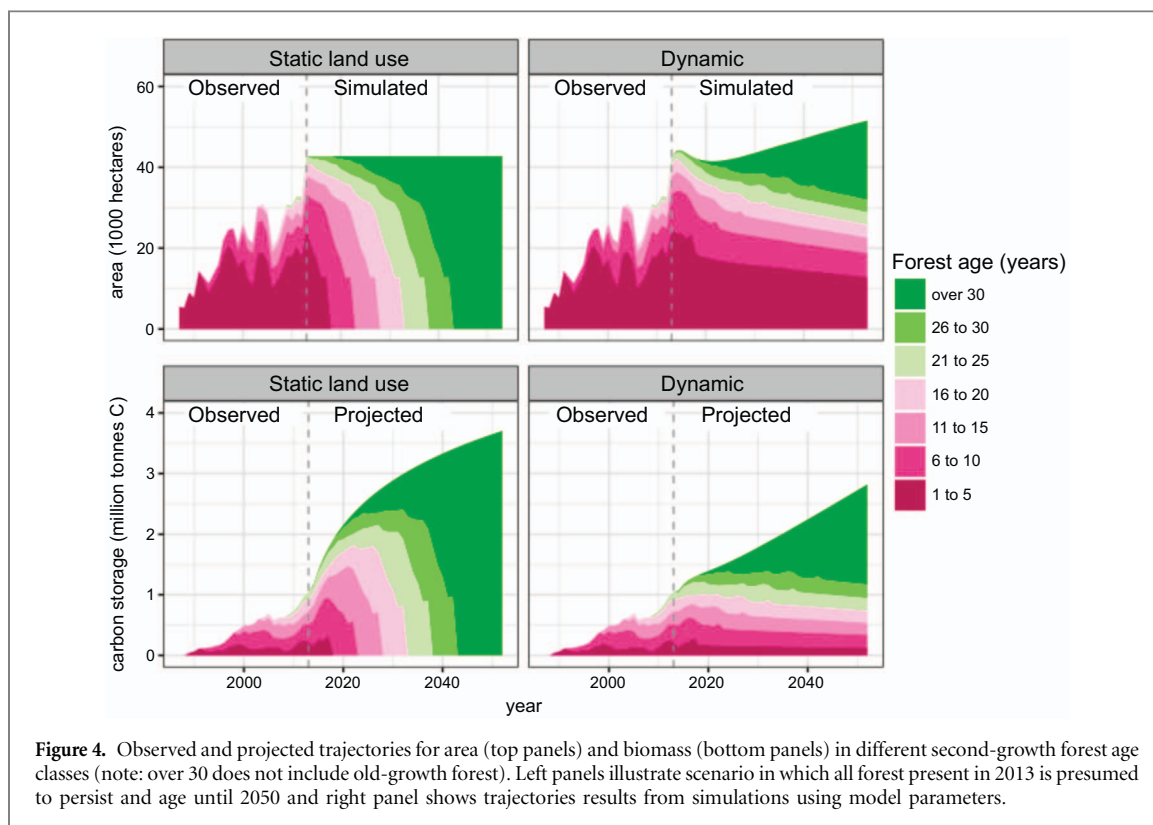 Static land use
Dynamic
Observed
Simulated
Observed
Simulated
60
40
20
0
area (1000 hectares)
Static land use
Dynamic
Observed
Projected
Observed
Projected
4
3
2
1
0
carbon storage (million tonnes C)
2000
2020
2040
2000
2020
2040
year
Forest age (years)
over 30
26 to 30
21 to 25
16 to 20
11 to 15
6 to 10
1 to 5
Figure 4. Observed and projected trajectories for area (top panels) and biomass (bottom panels) in different second-growth forest age
classes (note: over 30 does not include old-growth forest). Left panels illustrate scenario in which all forest present in 2013 is presumed
to persist and age until 2050 and right panel shows trajectories results from simulations using model parameters.